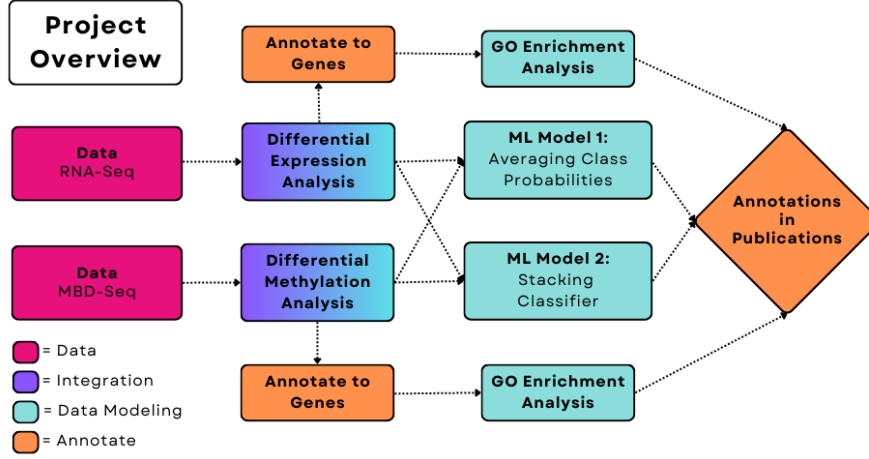 Project
Overview
Annotate to
Genes
GO Enrichment
Analysis
Data
RNA-Seq
Differential
Expression
Analysis
ML Model 1:
Averaging Class
Probabilities
Annotations
in
Publications
Data
MBD-Seq
Differential
Methylation
Analysis
ML Model 2:
Stacking
Classifier
= Data
= Integration
= Data Modeling
= Annotate
Annotate to
Genes
GO Enrichment
Analysis